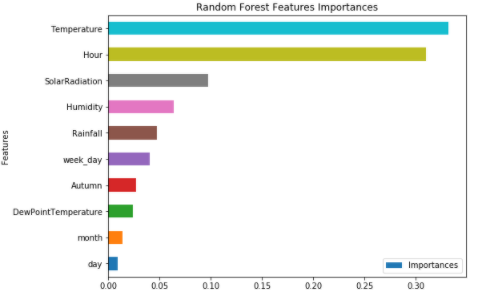 Random Forest Features Importances
Features
Temperature
Hour
SolarRadiation
Humidity
Rainfall
week_day
Autumn
DewPointTemperature
month
day
Importances
0.00 0.05 0.10 0.15 0.20 0.25 0.30